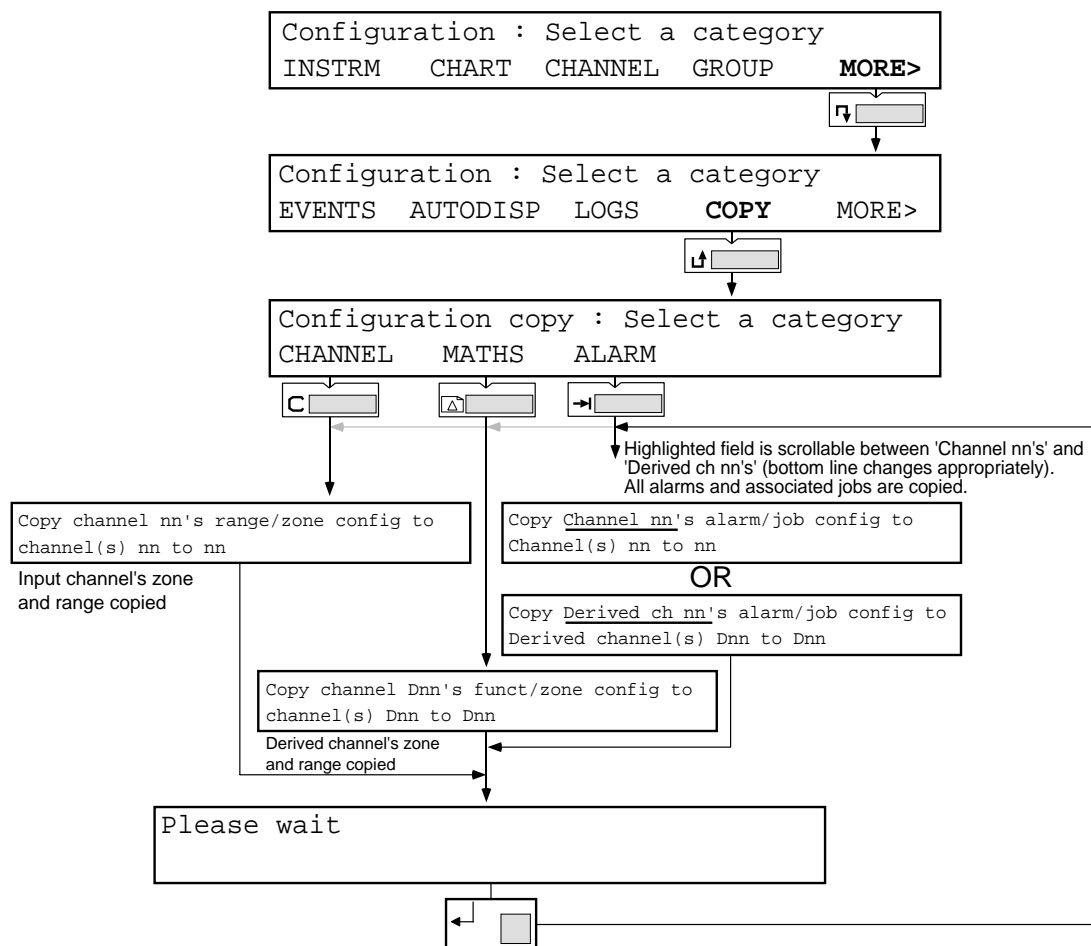 Configuration : Select a category
INSTRM CHART CHANNEL GROUP MORE>
Configuration : Select a category
EVENTS AUTODISP LOGS COPY MORE>
Configuration copy : Select a category
CHANNEL MATHS ALARM
Highlighted field is scrollable between 'Channel nn's' and
'Derived ch nn's' (bottom line changes appropriately).
All alarms and associated jobs are copied.
Copy channel nn's range/zone config to
channel(s) nn to nn
Input channel's zone
and range copied
Copy Channel nn's alarm/job config to
Channel(s) nn to nn
OR
Copy Derived ch nn's alarm/job config to
Derived channel(s) Dnn to Dnn
Copy channel Dnn's funct/zone config to
channel(s) Dnn to Dnn
Derived channel's zone
and range copied
Please wait